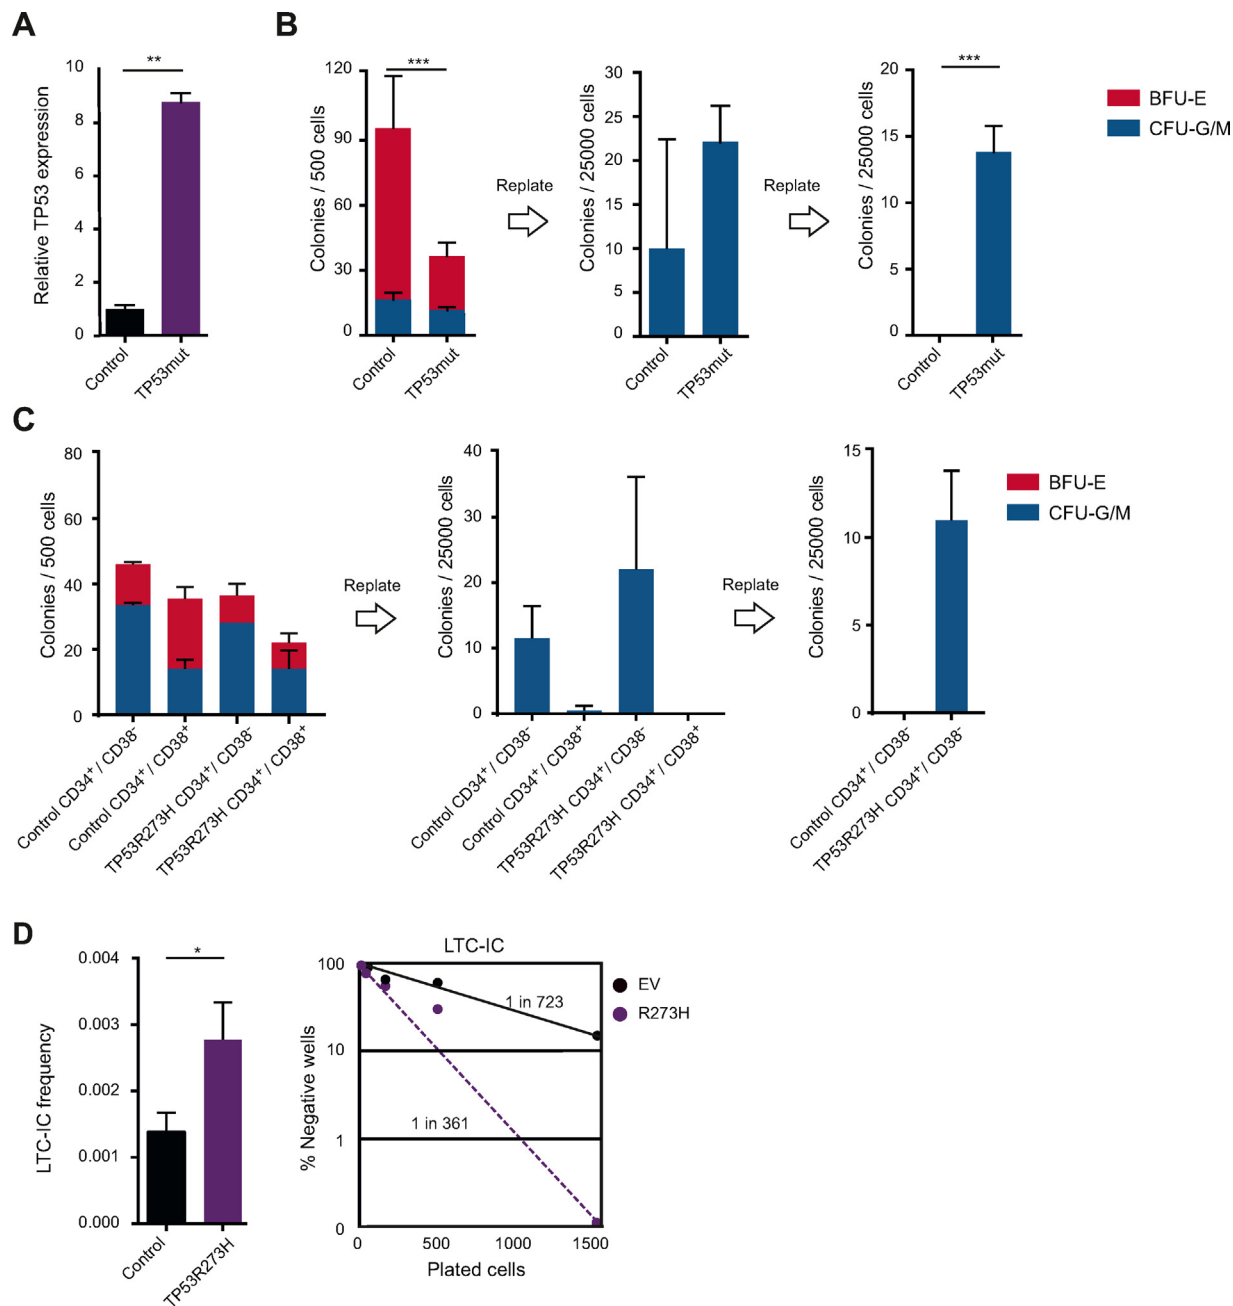 A
B
Relative TP53 expression
10
8
6
4
2
0
**
Control
TP53mut
Colonies / 500 cells
120
90
60
30
0
***
Control
TP53mut
Replate
Colonies / 25000 cells
30
25
20
15
10
5
0
Control
TP53mut
Replate
Colonies / 25000 cells
20
15
10
5
0
***
Control
TP53mut
BFU-E
CFU-G/M
C
Colonies / 500 cells
80
60
40
20
0
Control CD34⁺ / CD38⁻
Control CD34⁺ / CD38⁺
TP53R273H CD34⁺ / CD38⁻
TP53R273H CD34⁺ / CD38⁺
Replate
Colonies / 25000 cells
40
30
20
10
0
Control CD34⁺ / CD38⁻
Control CD34⁺ / CD38⁺
TP53R273H CD34⁺ / CD38⁻
TP53R273H CD34⁺ / CD38⁺
Replate
Colonies / 25000 cells
15
10
5
0
Control CD34⁺ / CD38⁻
TP53R273H CD34⁺ / CD38⁻
BFU-E
CFU-G/M
D
LTC-IC frequency
0.004
0.003
0.002
0.001
0.000
*
Control
TP53R273H
LTC-IC
% Negative wells
100
10
1
0
1 in 723
1 in 361
0
500
1000
1500
Plated cells
EV
R273H